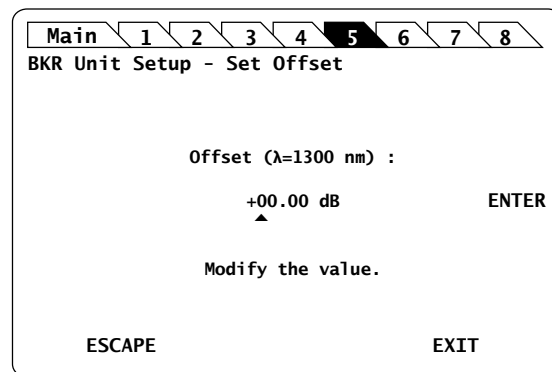 Main 1 2 3 4 5 6 7 8
BKR Unit Setup - Set Offset
Offset (λ=1300 nm) :
+00.00 dB ENTER
Modify the value.
ESCAPE EXIT